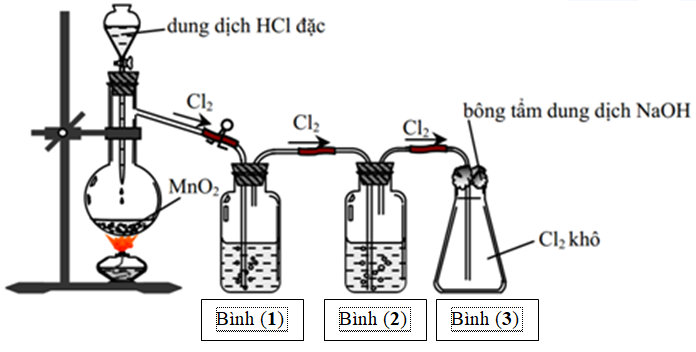 dung dịch HCl đặc
Cl₂
Cl₂
Cl₂
bông tẩm dung dịch NaOH
MnO₂
Cl₂ khô
Bình (1)
Bình (2)
Bình (3)